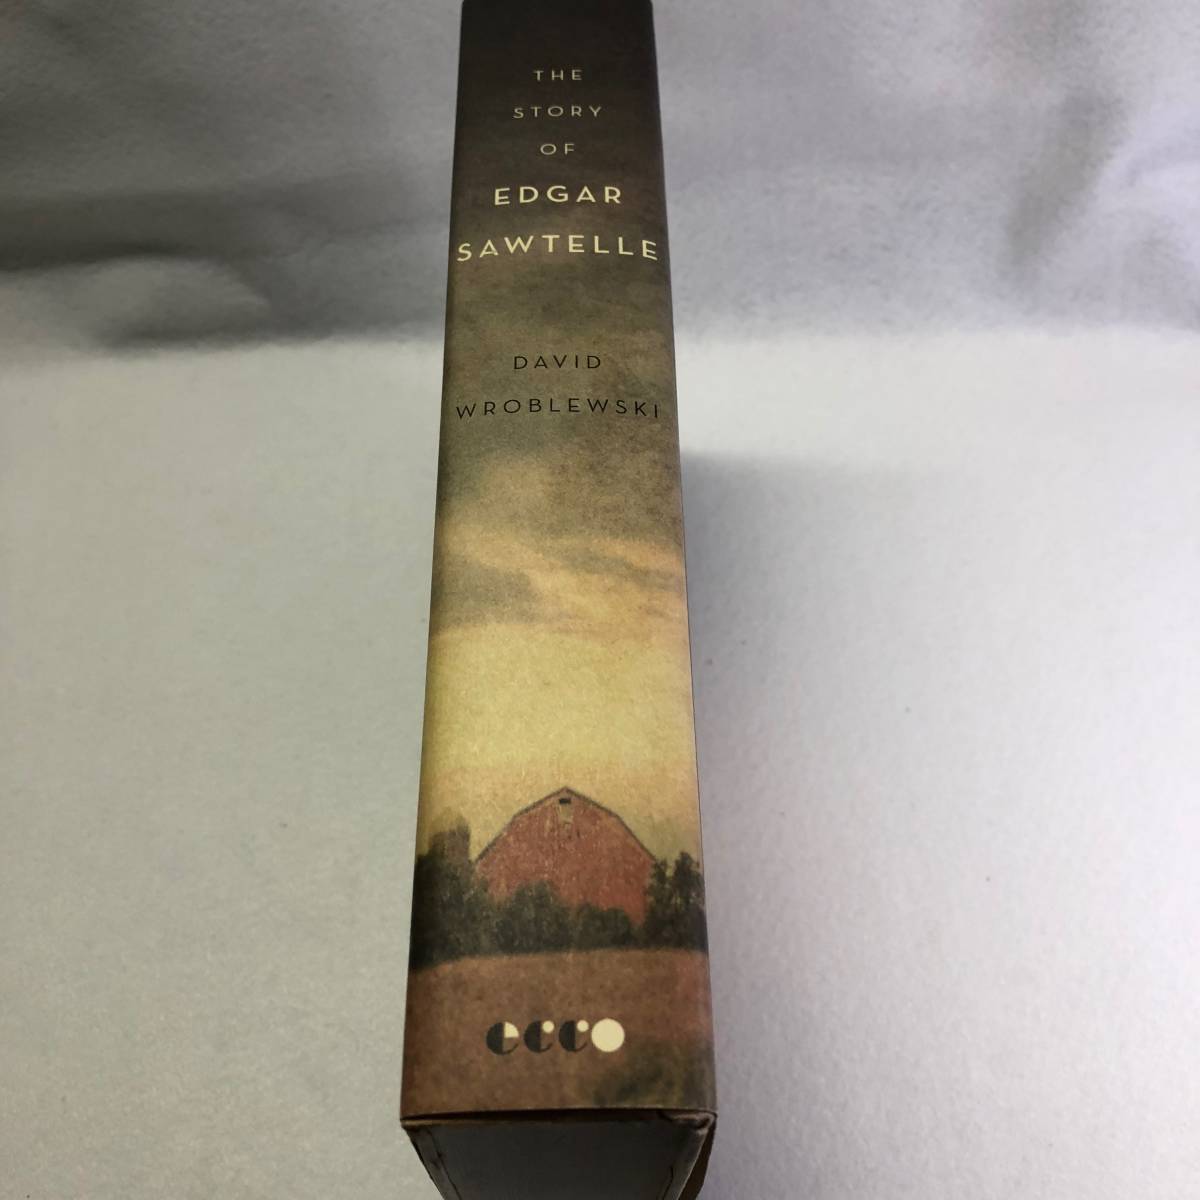 THE
STORY
OF
EDGAR
SAWTELLE
DAVID
WROBLEWSKI
ecco